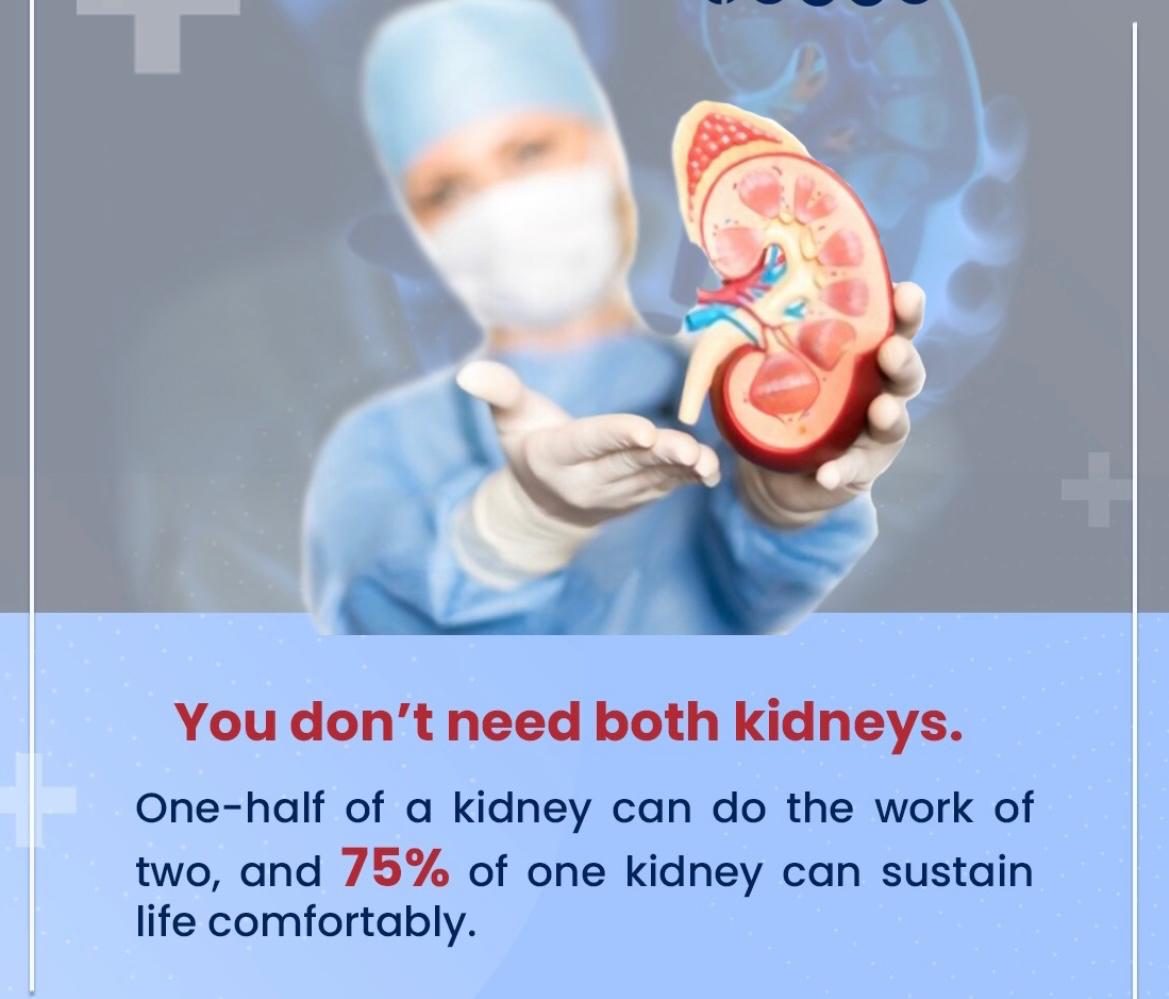 You don’t need both kidneys.
One-half of a kidney can do the work of
two, and 75% of one kidney can sustain
life comfortably.